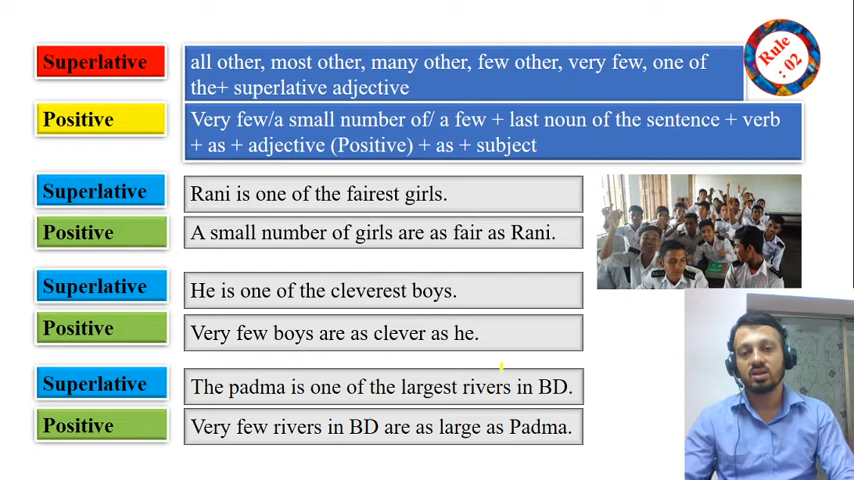 Superlative
all other, most other, many other, few other, very few, one of
the+ superlative adjective
Rule
: 02
Positive
Very few/a small number of/ a few + last noun of the sentence + verb
+ as + adjective (Positive) + as + subject
Superlative
Rani is one of the fairest girls.
Positive
A small number of girls are as fair as Rani.
Superlative
He is one of the cleverest boys.
Positive
Very few boys are as clever as he.
Superlative
The padma is one of the largest rivers in BD.
Positive
Very few rivers in BD are as large as Padma.